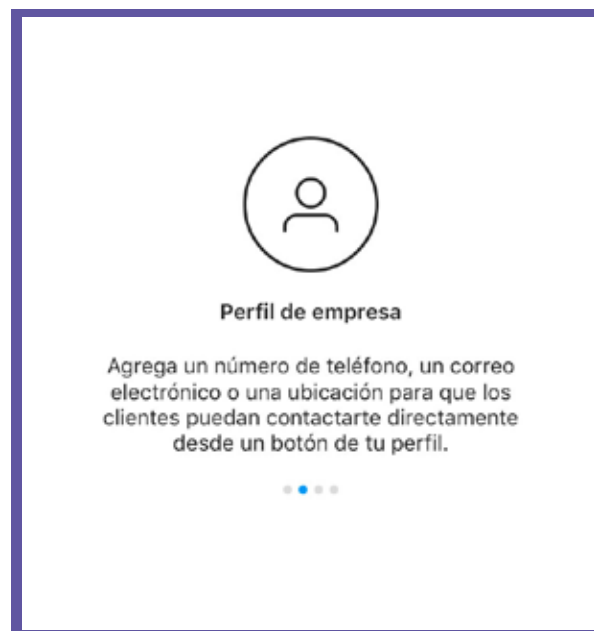 Perfil de empresa
Agrega un número de teléfono, un correo
electrónico o una ubicación para que los
clientes puedan contactarte directamente
desde un botón de tu perfil.